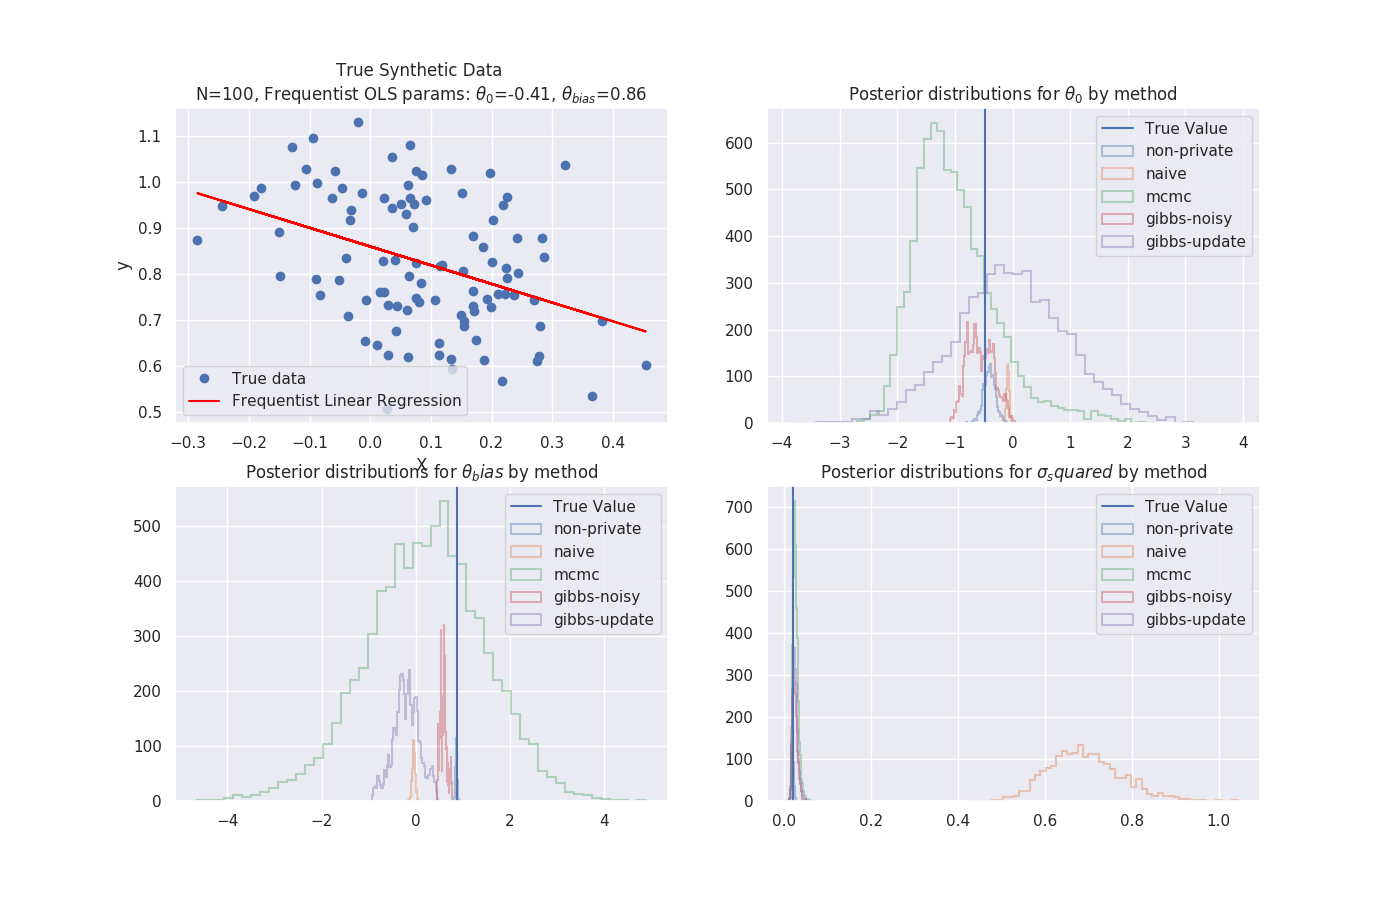 True Synthetic Data
N=100, Frequentist OLS params: θ₀=-0.41, θ_bias=0.86
1.1
1.0
0.9
0.8
0.7
0.6
0.5
y
−0.3 −0.2 −0.1 0.0 0.1 0.2 0.3 0.4
X
True data
Frequentist Linear Regression
Posterior distributions for θ₀ by method
600
500
400
300
200
100
0
−4 −3 −2 −1 0 1 2 3 4
True Value
non-private
naive
mcmc
gibbs-noisy
gibbs-update
Posterior distributions for θ_bias by method
500
400
300
200
100
0
−4 −2 0 2 4
True Value
non-private
naive
mcmc
gibbs-noisy
gibbs-update
Posterior distributions for σ_squared by method
700
600
500
400
300
200
100
0
0.0 0.2 0.4 0.6 0.8 1.0
True Value
non-private
naive
mcmc
gibbs-noisy
gibbs-update